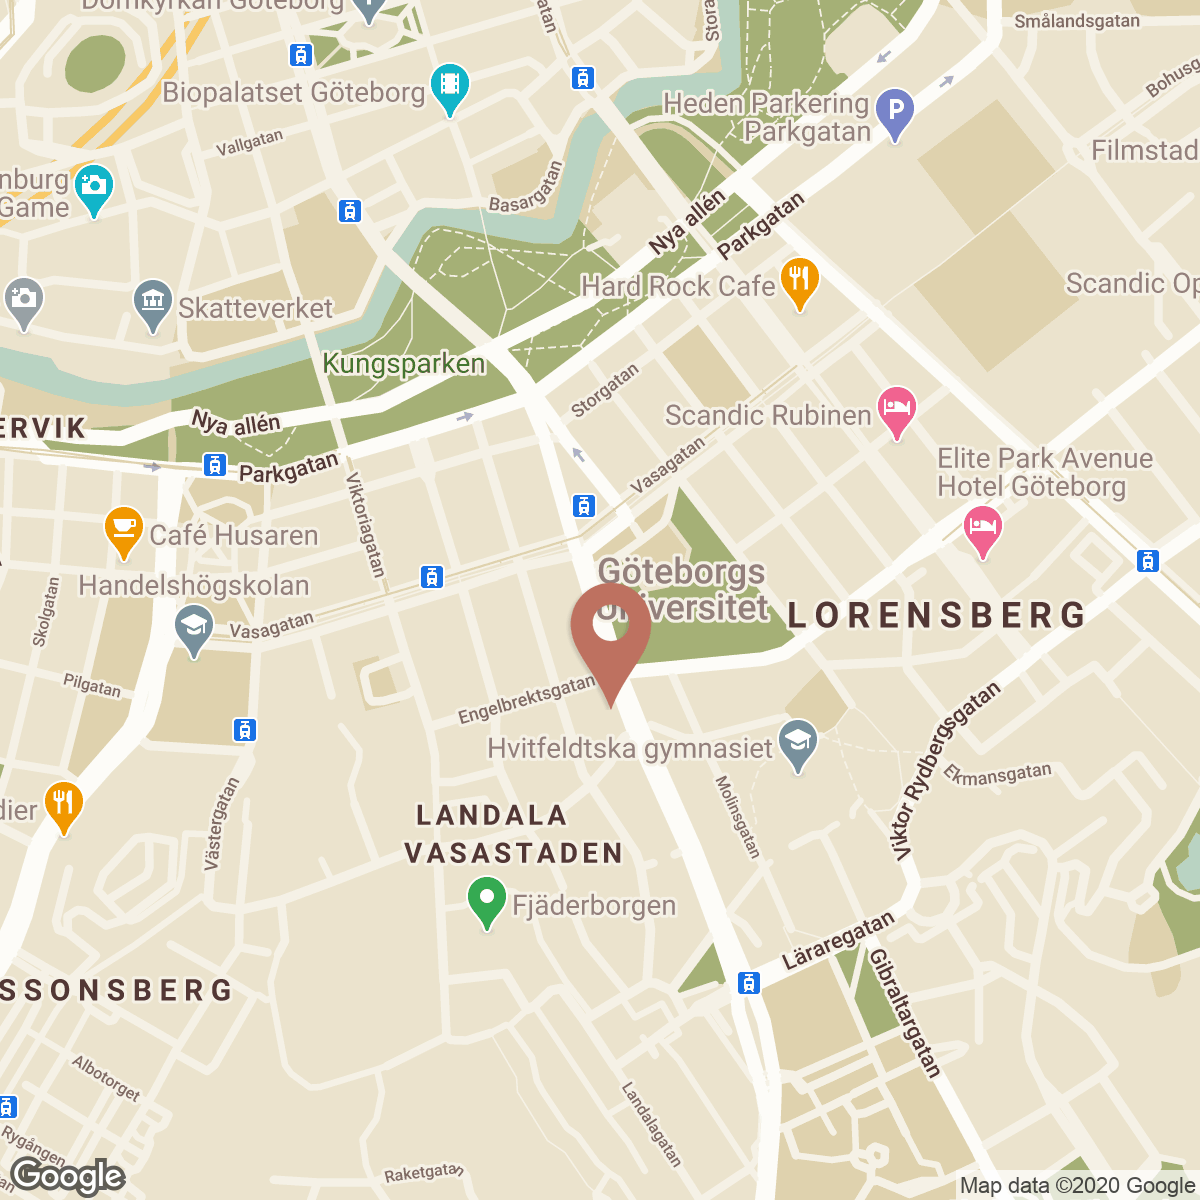 Domkyrkan Göteborg
Smålandsgatan
Biopalatset Göteborg
Heden Parkering
Parkgatan
Vallgatan
Filmstad
nburg
Game
Basargatan
Nya allén
Parkgatan
Hard Rock Cafe
Scandic Op
Skatteverket
Kungsparken
Storgatan
Scandic Rubinen
ERVIK
Nya allén
Parkgatan
Vasagatan
Elite Park Avenue
Hotel Göteborg
Viktoriagatan
Café Husaren
Handelshögskolan
Göteborgs
universitet
LORENSBERG
Skolgatan
Vasagatan
Pilgatan
Engelbrektsgatan
Hvitfeldtska gymnasiet
Viktor Rydbergsgatan
Ekmansgatan
dier
Västergatan
Molinsgatan
LANDALA
VASASTADEN
Fjäderborgen
Läraregatan
SSONSBERG
Gibraltargatan
Albotorget
Landalagatan
Rygången
Raketgatan
Google
Map data ©2020 Google